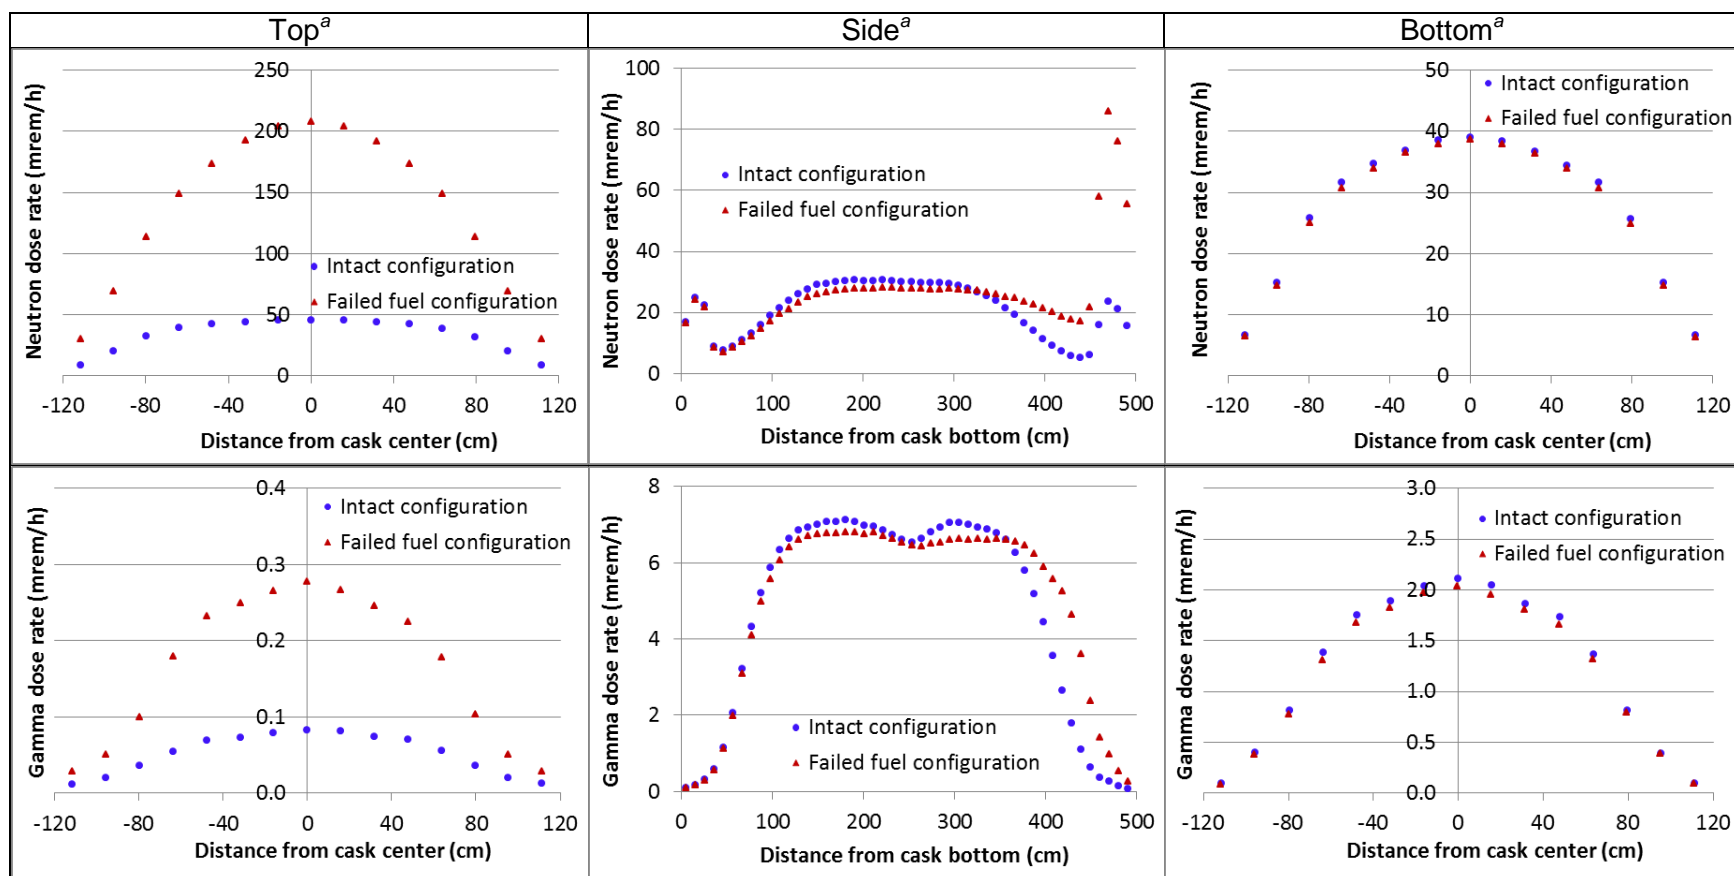 Topᵃ
Sideᵃ
Bottomᵃ
Neutron dose rate (mrem/h)
250
200
150
100
50
0
Intact configuration
Failed fuel configuration
-120 -80 -40 0 40 80 120
Distance from cask center (cm)
Neutron dose rate (mrem/h)
100
80
60
40
20
0
Intact configuration
Failed fuel configuration
0 100 200 300 400 500
Distance from cask bottom (cm)
Neutron dose rate (mrem/h)
50
40
30
20
10
0
Intact configuration
Failed fuel configuration
-120 -80 -40 0 40 80 120
Distance from cask center (cm)
Gamma dose rate (mrem/h)
0.4
0.3
0.2
0.1
0.0
Intact configuration
Failed fuel configuration
-120 -80 -40 0 40 80 120
Distance from cask center (cm)
Gamma dose rate (mrem/h)
8
6
4
2
0
Intact configuration
Failed fuel configuration
0 100 200 300 400 500
Distance from cask bottom (cm)
Gamma dose rate (mrem/h)
3.0
2.5
2.0
1.5
1.0
0.5
0.0
Intact configuration
Failed fuel configuration
-120 -80 -40 0 40 80 120
Distance from cask center (cm)